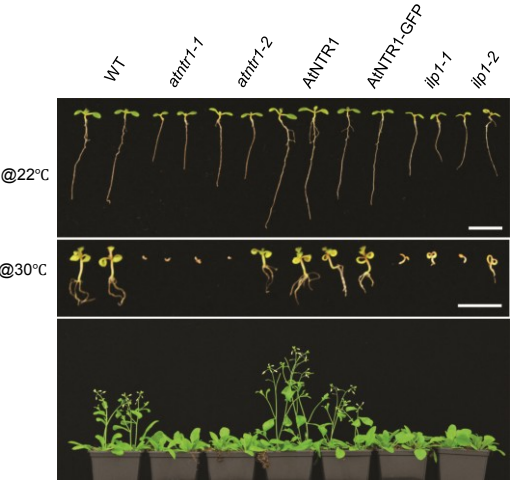 WT
atntr1-1
atntr1-2
AtNTR1
AtNTR1-GFP
ilp1-1
ilp1-2
@22℃
@30℃